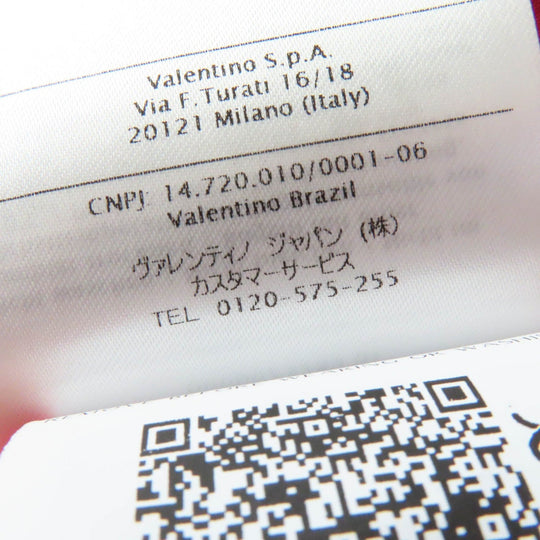 Valentino S.p.A.
Via F.Turati 16/18
20121 Milano (Italy)
CNPJ: 14.720.010/0001-06
Valentino Brazil
ヴァレンティノ ジャパン (株)
カスタマーサービス
TEL 0120-575-255